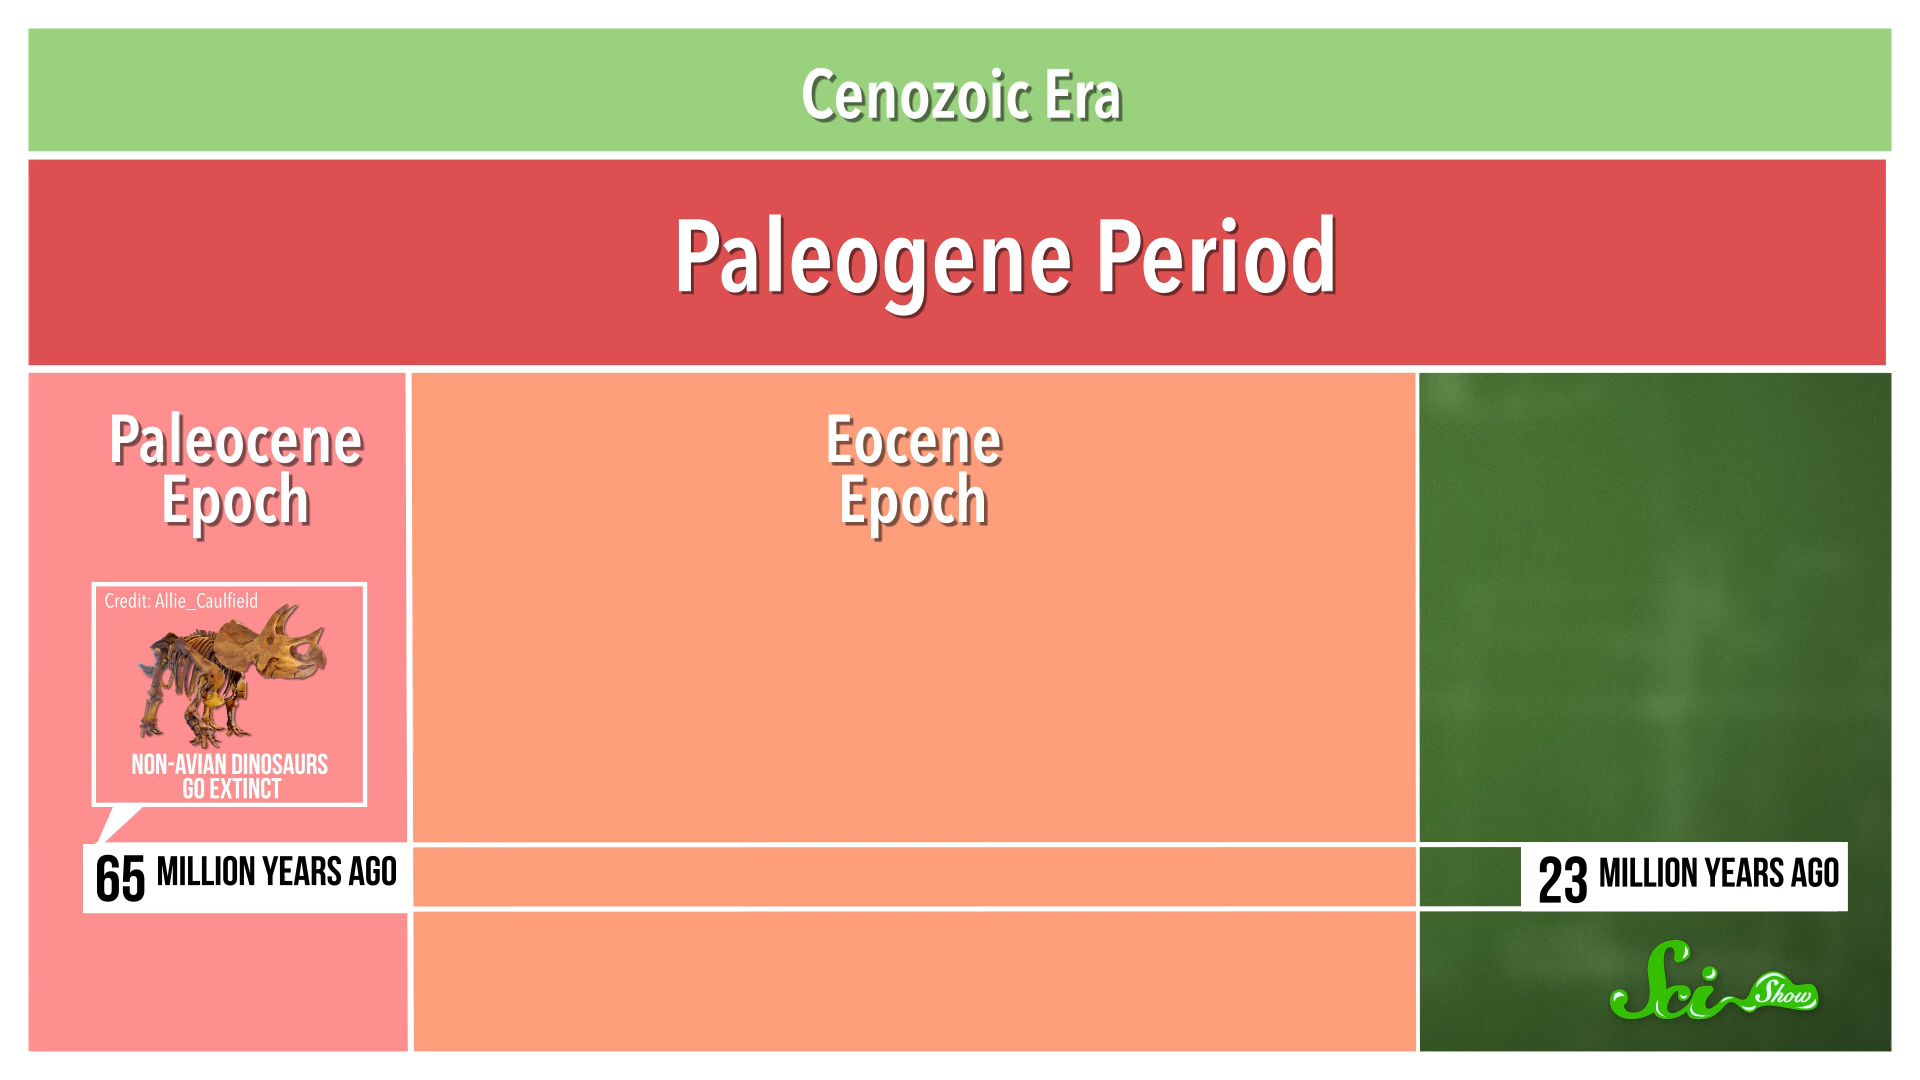 Cenozoic Era
Paleogene Period
Paleocene
Epoch
Eocene
Epoch
Credit: Allie_Caulfield
NON-AVIAN DINOSAURS
GO EXTINCT
65 MILLION YEARS AGO
23 MILLION YEARS AGO
Sci Show